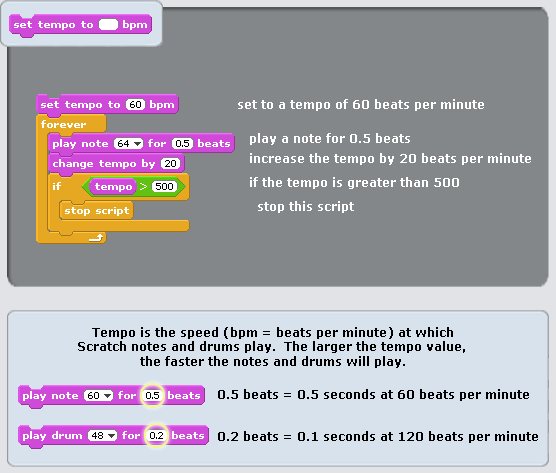 set tempo to bpm
set tempo to 60 bpm set to a tempo of 60 beats per minute
forever
play note 64 for 0.5 beats play a note for 0.5 beats
change tempo by 20 increase the tempo by 20 beats per minute
if tempo > 500 if the tempo is greater than 500
stop script stop this script
Tempo is the speed (bpm = beats per minute) at which
Scratch notes and drums play. The larger the tempo value,
the faster the notes and drums will play.
play note 60 for 0.5 beats 0.5 beats = 0.5 seconds at 60 beats per minute
play drum 48 for 0.2 beats 0.2 beats = 0.1 seconds at 120 beats per minute